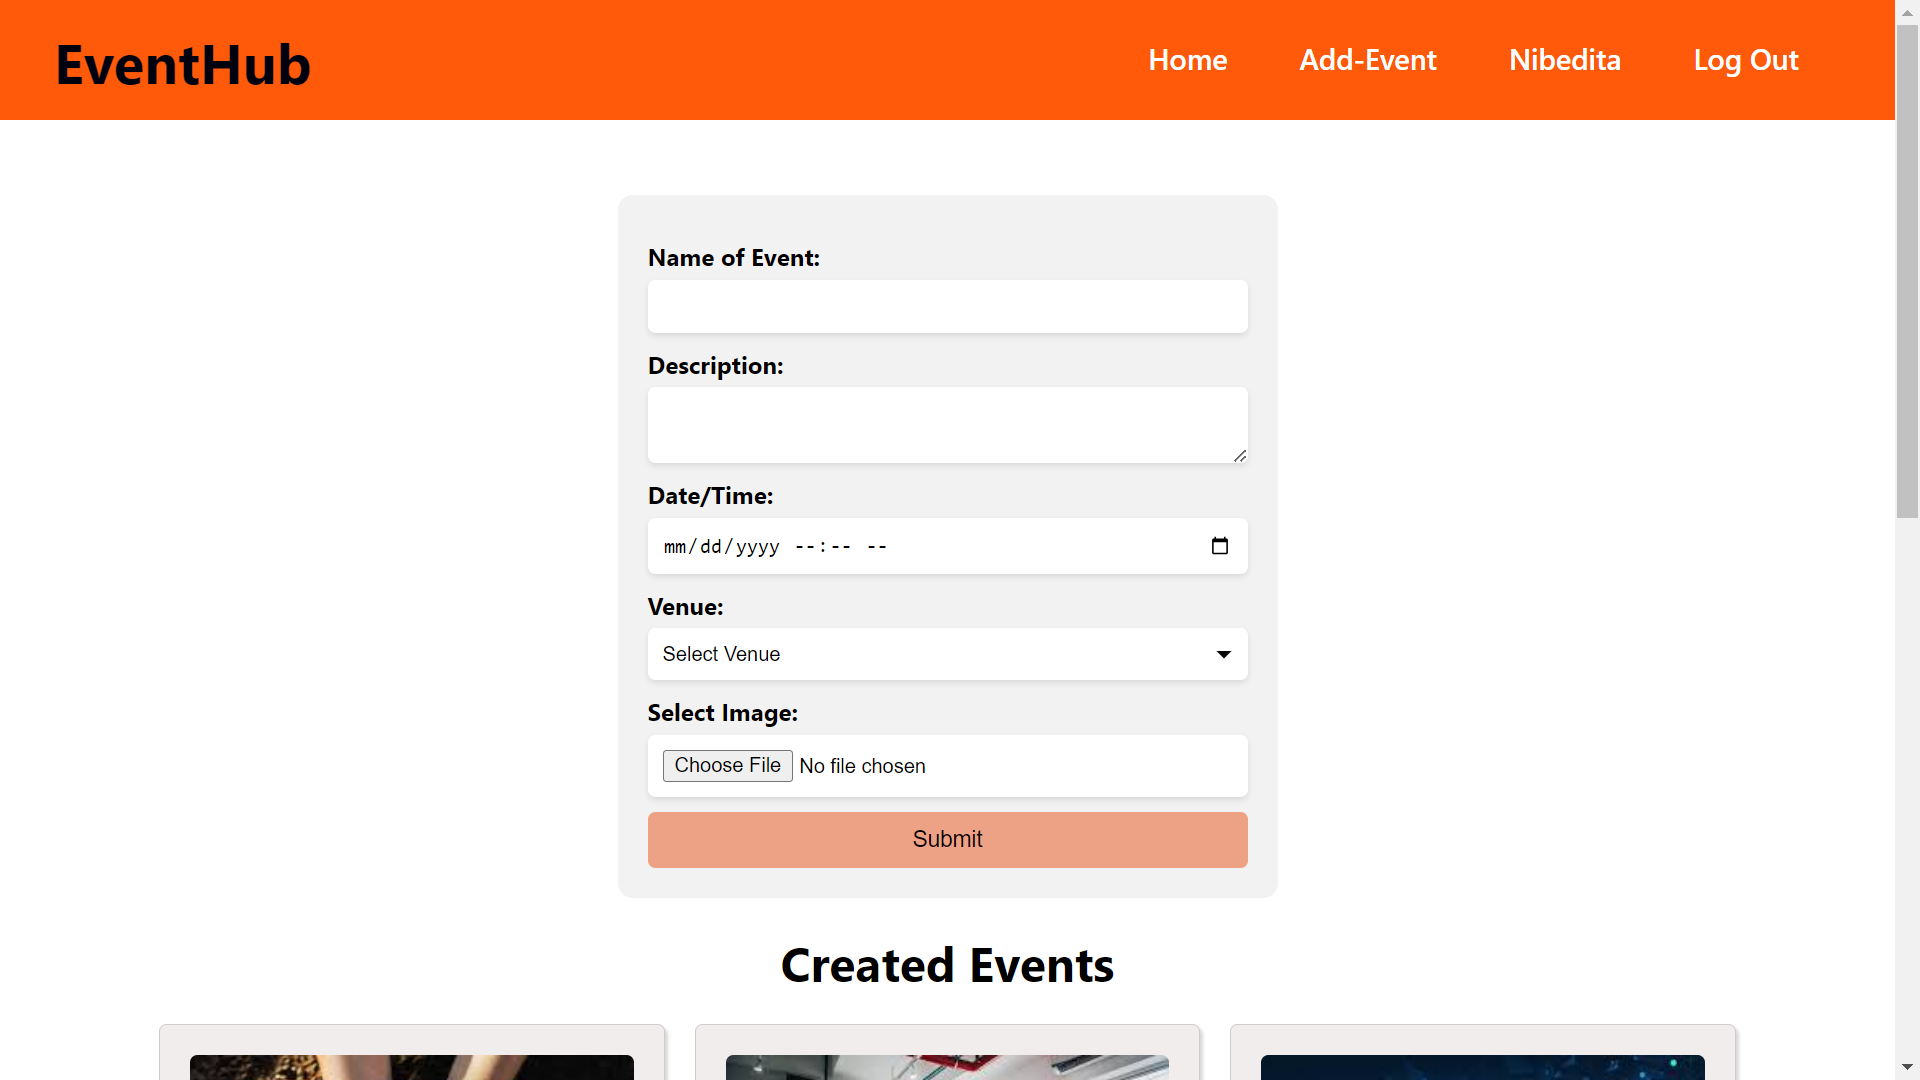 EventHub
Home Add-Event Nibedita Log Out
Name of Event:
Description:
Date/Time:
mm/dd/yyyy --:-- --
Venue:
Select Venue
Select Image:
Choose File No file chosen
Submit
Created Events